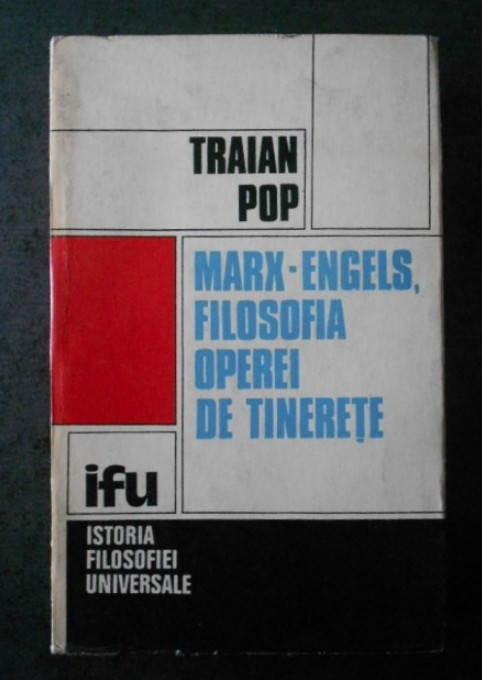 TRAIAN
POP
MARX-ENGELS,
FILOSOFIA
OPEREI
DE TINEREȚE
ifu
ISTORIA
FILOSOFIEI
UNIVERSALE